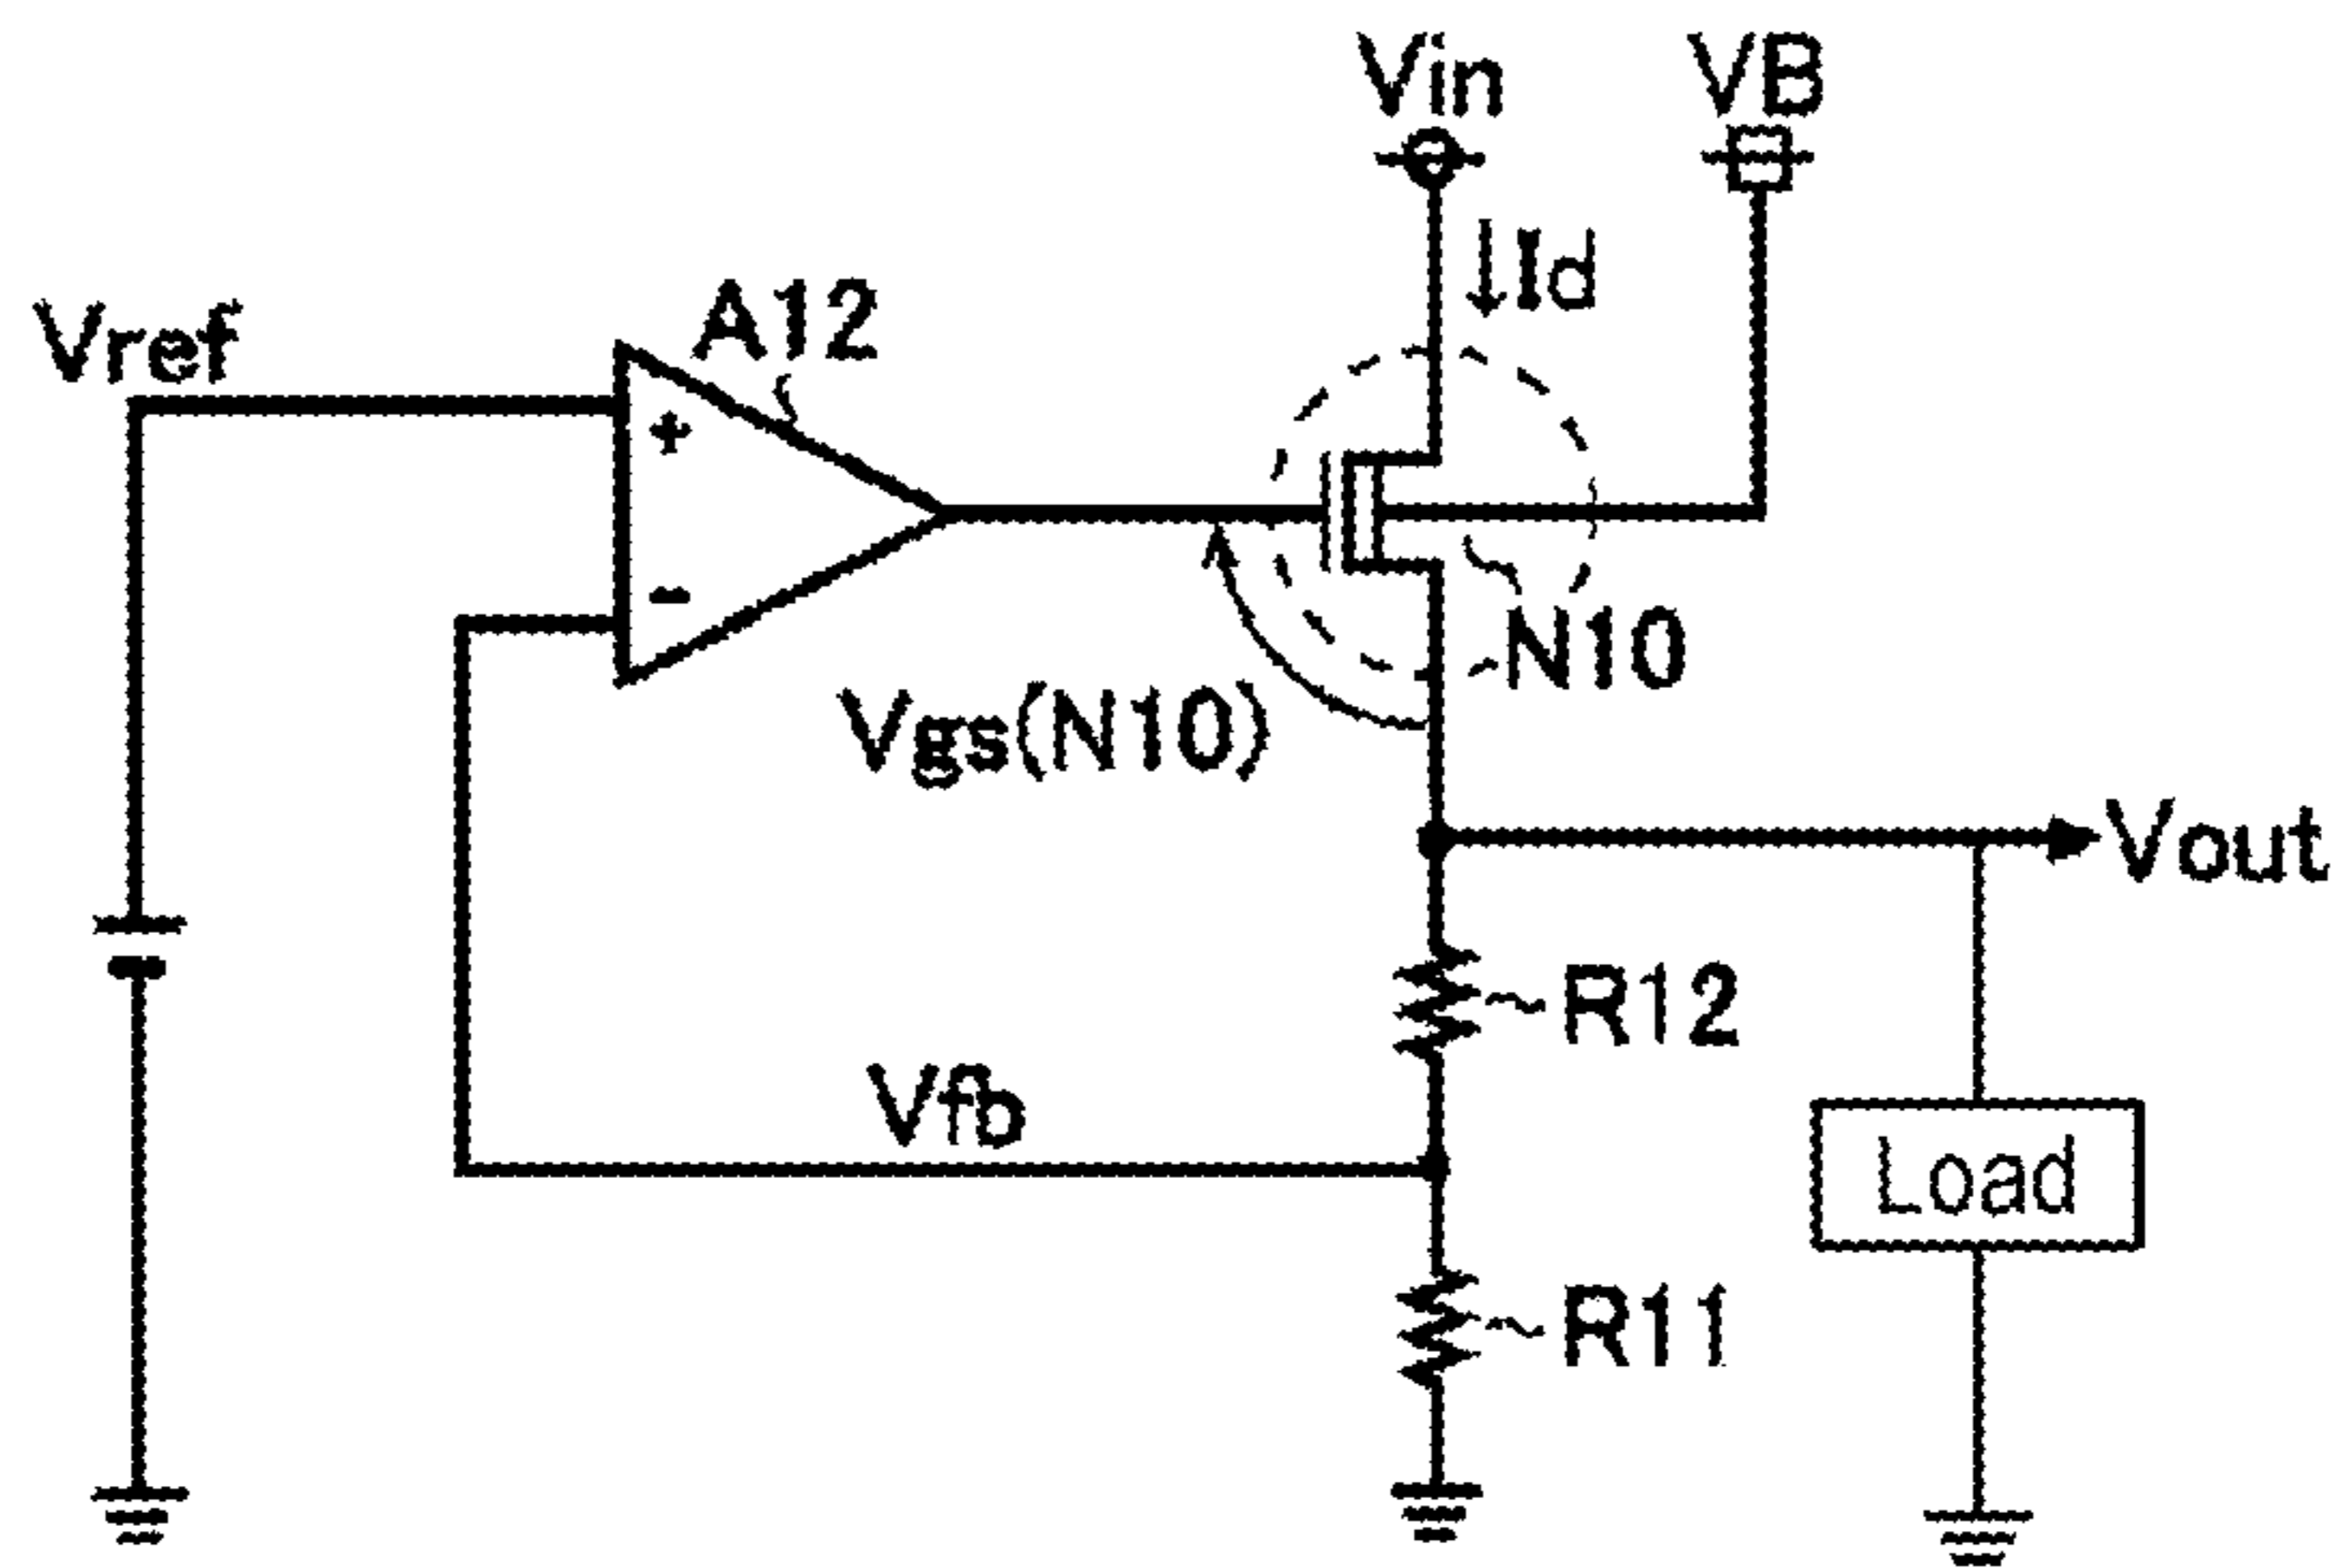 Vin
VB
Id
Vref
A12
+
-
N10
Vgs(N10)
Vout
R12
Vfb
Load
R11